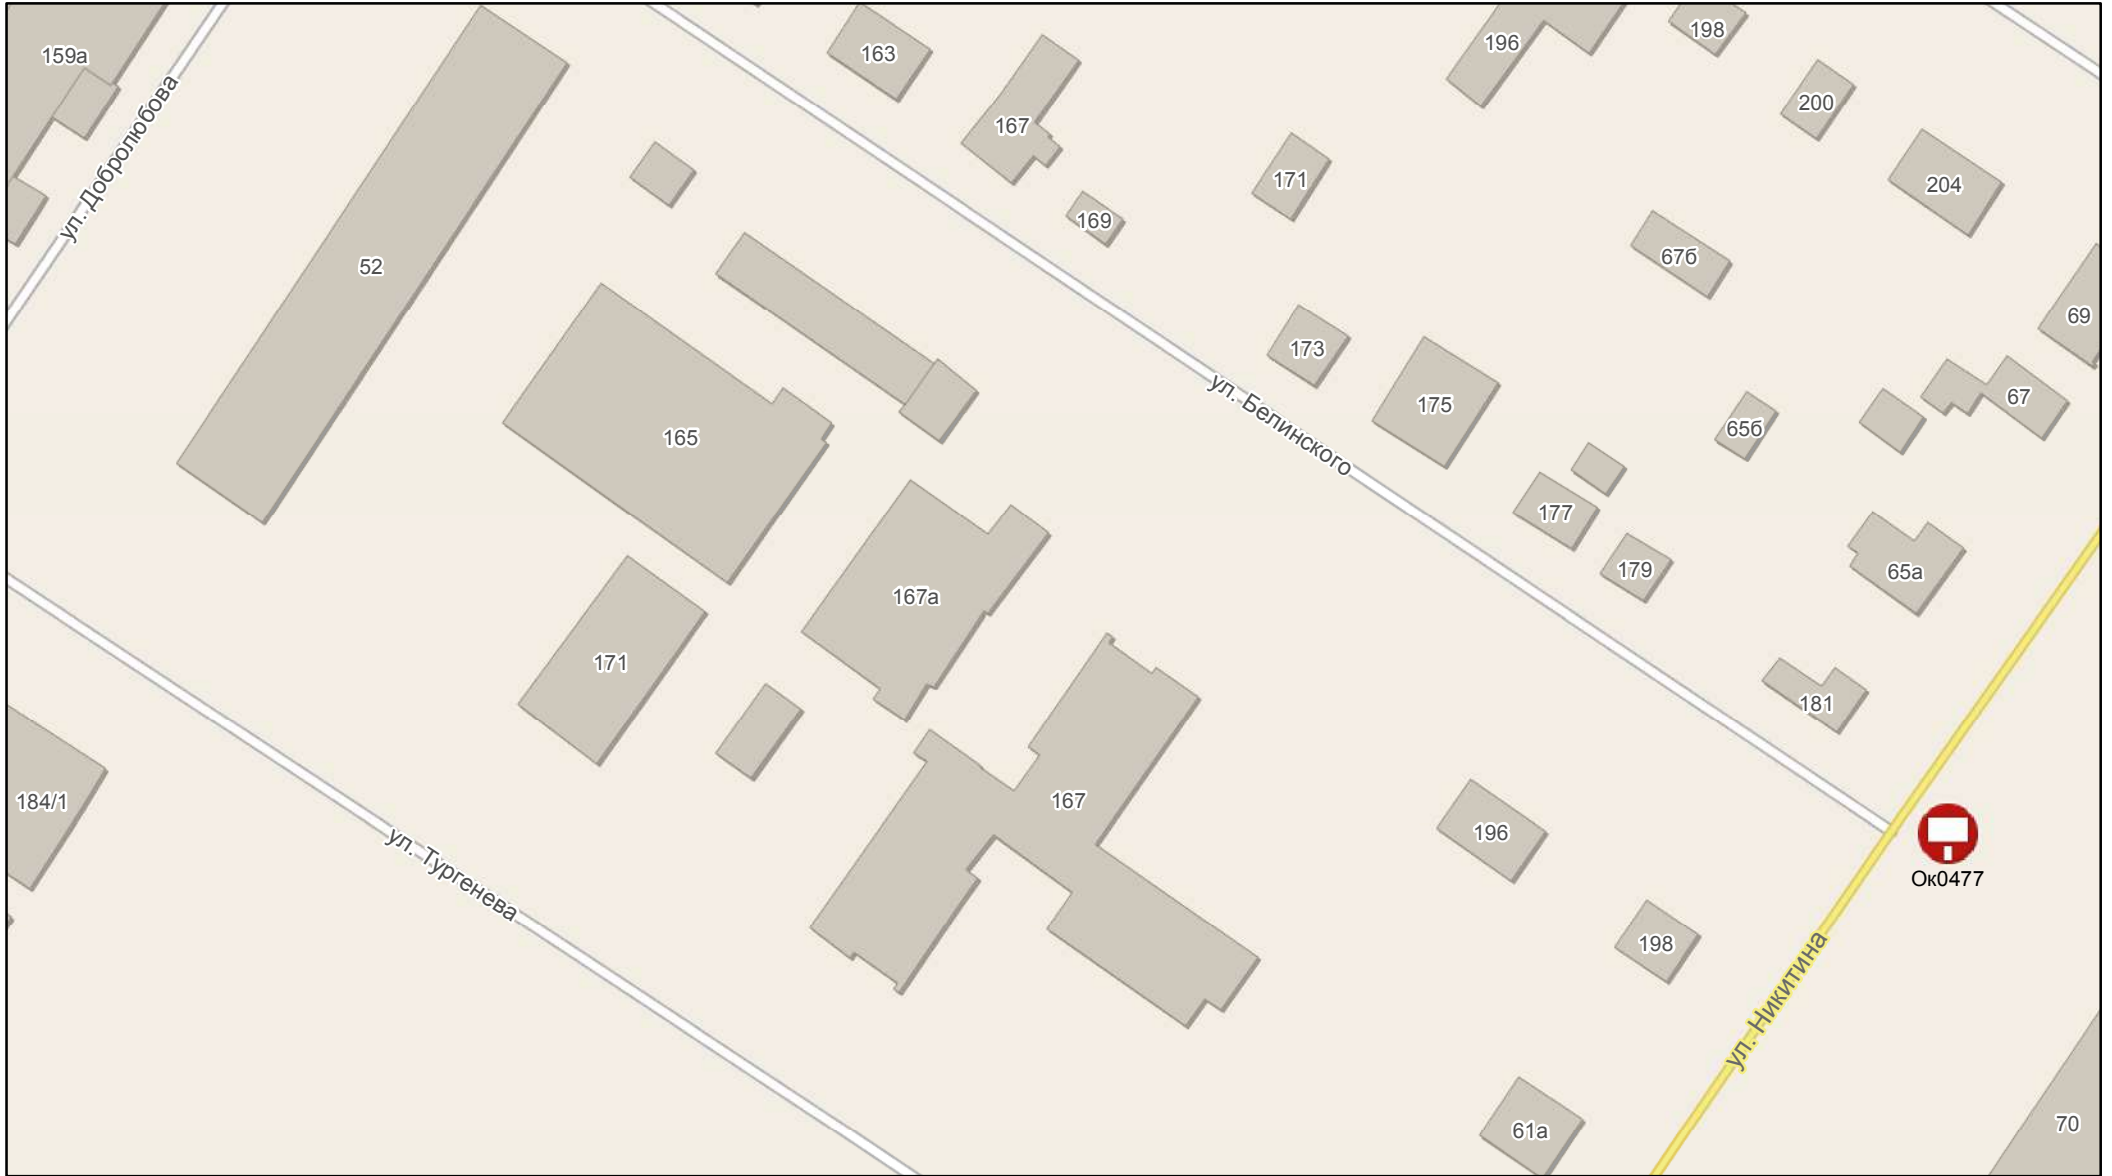 159а
163
196
198
167
200
ул. Добролюбова
171
204
169
67б
52
69
173
67
ул. Белинского
175
65б
165
177
179
65а
167а
171
181
184/1
167
196
ул. Тургенева
Ок0477
198
ул. Никитина
70
61а